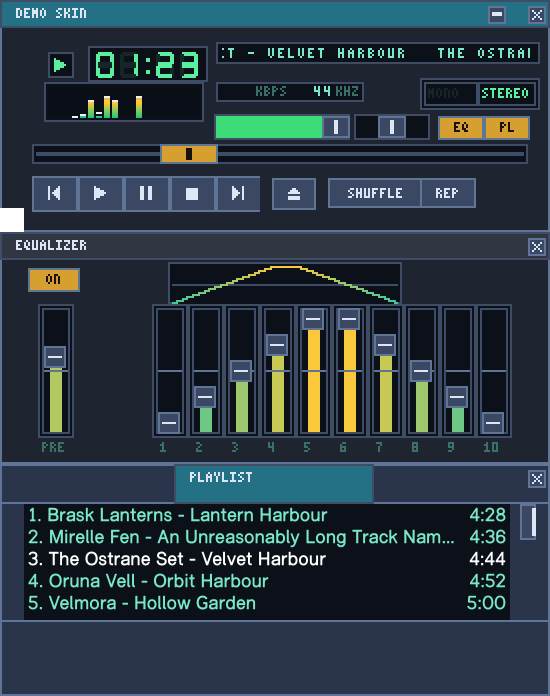 DEMO SKIN
01:23
:T - VELVET HARBOUR THE OSTRAI
KBPS 44 KHZ
MONO STEREO
EQ PL
SHUFFLE REP
EQUALIZER
ON
PRE 1 2 3 4 5 6 7 8 9 10
PLAYLIST
1. Brask Lanterns - Lantern Harbour 4:28
2. Mirelle Fen - An Unreasonably Long Track Nam... 4:36
3. The Ostrane Set - Velvet Harbour 4:44
4. Oruna Vell - Orbit Harbour 4:52
5. Velmora - Hollow Garden 5:00